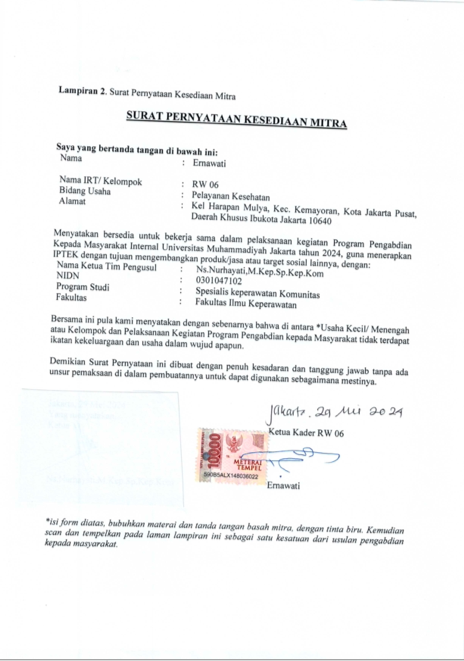 Lampiran 2. Surat Pernyataan Kesediaan Mitra
SURAT PERNYATAAN KESEDIAAN MITRA
Saya yang bertanda tangan di bawah ini:
Nama : Ernawati
Nama IRT/ Kelompok : RW 06
Bidang Usaha : Pelayanan Kesehatan
Alamat : Kel Harapan Mulya, Kec. Kemayoran, Kota Jakarta Pusat,
Daerah Khusus Ibukota Jakarta 10640
Menyatakan bersedia untuk bekerja sama dalam pelaksanaan kegiatan Program Pengabdian
Kepada Masyarakat Internal Universitas Muhammadiyah Jakarta tahun 2024, guna menerapkan
IPTEK dengan tujuan mengembangkan produk/jasa atau target sosial lainnya, dengan:
Nama Ketua Tim Pengusul : Ns.Nurhayati,M.Kep.Sp.Kep.Kom
NIDN : 0301047102
Program Studi : Spesialis keperawatan Komunitas
Fakultas : Fakultas Ilmu Keperawatan
Bersama ini pula kami menyatakan dengan sebenarnya bahwa di antara *Usaha Kecil/ Menengah
atau Kelompok dan Pelaksanaan Kegiatan Program Pengabdian kepada Masyarakat tidak terdapat
ikatan kekeluargaan dan usaha dalam wujud apapun.
Demikian Surat Pernyataan ini dibuat dengan penuh kesadaran dan tanggung jawab tanpa ada
unsur pemaksaan di dalam pembuatannya untuk dapat digunakan sebagaimana mestinya.
Jakarta, 29 Mei 2024
Ketua Kader RW 06
10000
METERAI
TEMPEL
Ernawati
*isi form diatas, bubuhkan materai dan tanda tangan basah mitra, dengan tinta biru. Kemudian
scan dan tempelkan pada laman lampiran ini sebagai satu kesatuan dari usulan pengabdian
kepada masyarakat.